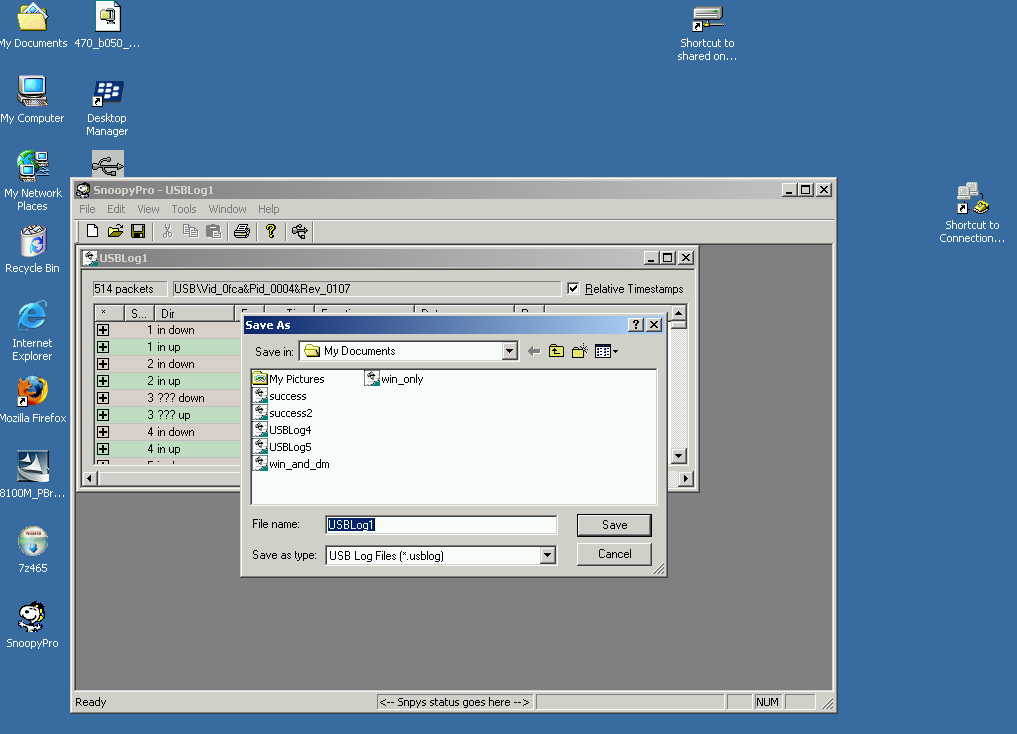 My Documents
470_b050_...
Shortcut to
shared on...
My Computer
Desktop
Manager
My Network
Places
Shortcut to
Connection...
Recycle Bin
Internet
Explorer
Mozilla Firefox
8100M_PBr...
7z465
SnoopyPro
SnoopyPro - USBLog1
File Edit View Tools Window Help
USBLog1
514 packets USB\Vid_0fca&Pid_0004&Rev_0107 Relative Timestamps
* S... Dir
1 in down
1 in up
2 in down
2 in up
3 ??? down
3 ??? up
4 in down
4 in up
Save As
Save in: My Documents
My Pictures win_only
success
success2
USBLog4
USBLog5
win_and_dm
File name: USBLog1 Save
Save as type: USB Log Files (*.usblog) Cancel
Ready <-- Snpys status goes here --> NUM